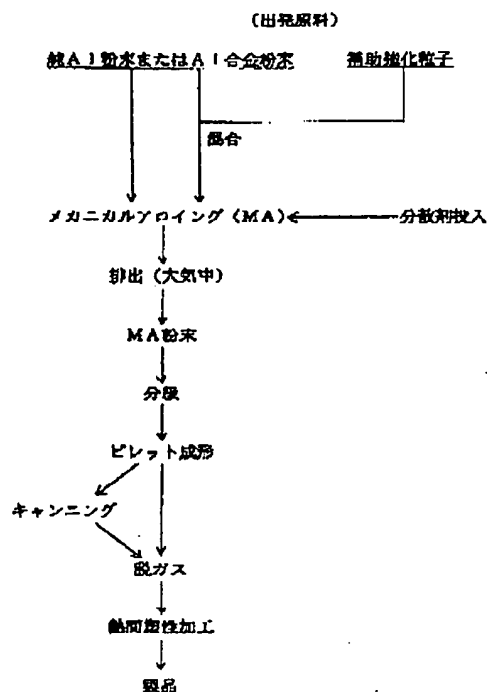 (出発原料)
純Al粉末またはAl合金粉末 補助強化粒子
混合
メカニカルアロイング(MA) 分散剤投入
排出(大気中)
MA粉末
分級
ビレット成形
キャンニング
脱ガス
熱間塑性加工
製品